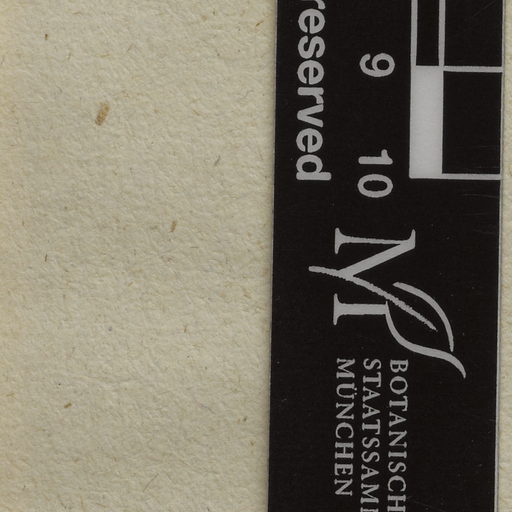 reserved
9 10
M
BOTANISCH
STAATSSAM
MÜNCHEN